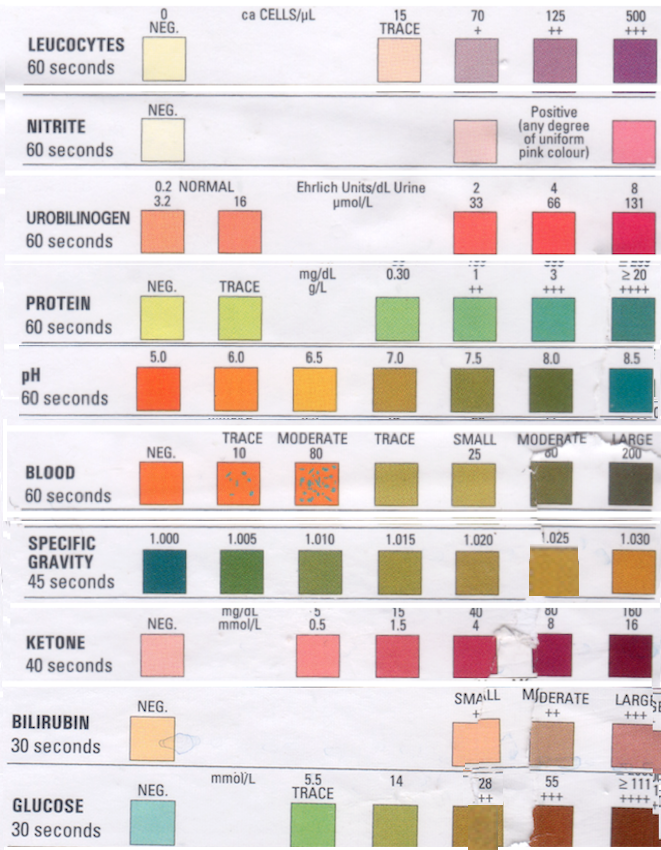 0 ca CELLS/µL 15 70 125 500
NEG. TRACE + ++ +++
LEUCOCYTES
60 seconds
NEG.
NITRITE
60 seconds
Positive
(any degree
of uniform
pink colour)
0.2 NORMAL Ehrlich Units/dL Urine 2 4 8
3.2 16 µmol/L 33 66 131
UROBILINOGEN
60 seconds
mg/dL 0.30 1 3 ≥ 20
NEG. TRACE g/L ++ +++ ++++
PROTEIN
60 seconds
5.0 6.0 6.5 7.0 7.5 8.0 8.5
pH
60 seconds
TRACE MODERATE TRACE SMALL MODERATE LARGE
NEG. 10 80 25 80 200
BLOOD
60 seconds
1.000 1.005 1.010 1.015 1.020 1.025 1.030
SPECIFIC
GRAVITY
45 seconds
mg/dL 5 15 40 80 160
NEG. mmol/L 0.5 1.5 4 8 16
KETONE
40 seconds
NEG. SMALL MODERATE LARGE
+ ++ +++
BILIRUBIN
30 seconds
mmol/L 5.5 14 28 55 ≥ 111
NEG. TRACE ++ +++ ++++
GLUCOSE
30 seconds